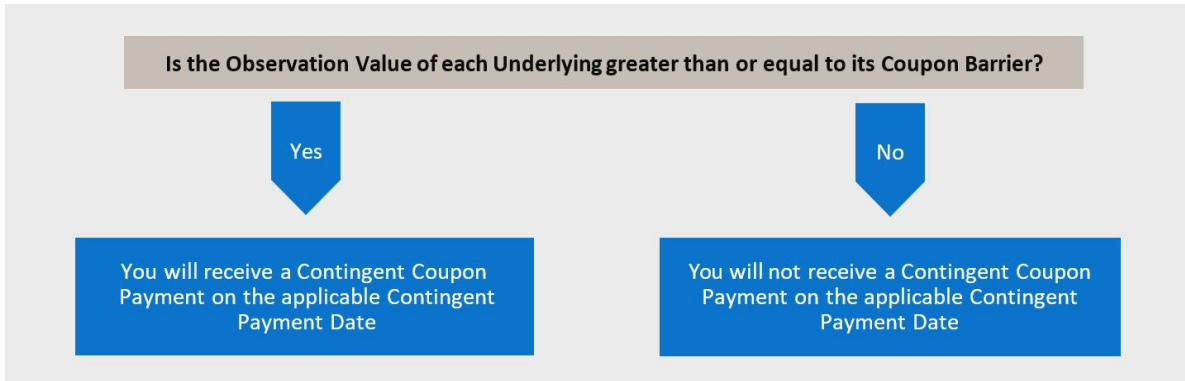 Is the Observation Value of each Underlying greater than or equal to its Coupon Barrier?
Yes
No
You will receive a Contingent Coupon
Payment on the applicable Contingent
Payment Date
You will not receive a Contingent Coupon
Payment on the applicable Contingent
Payment Date